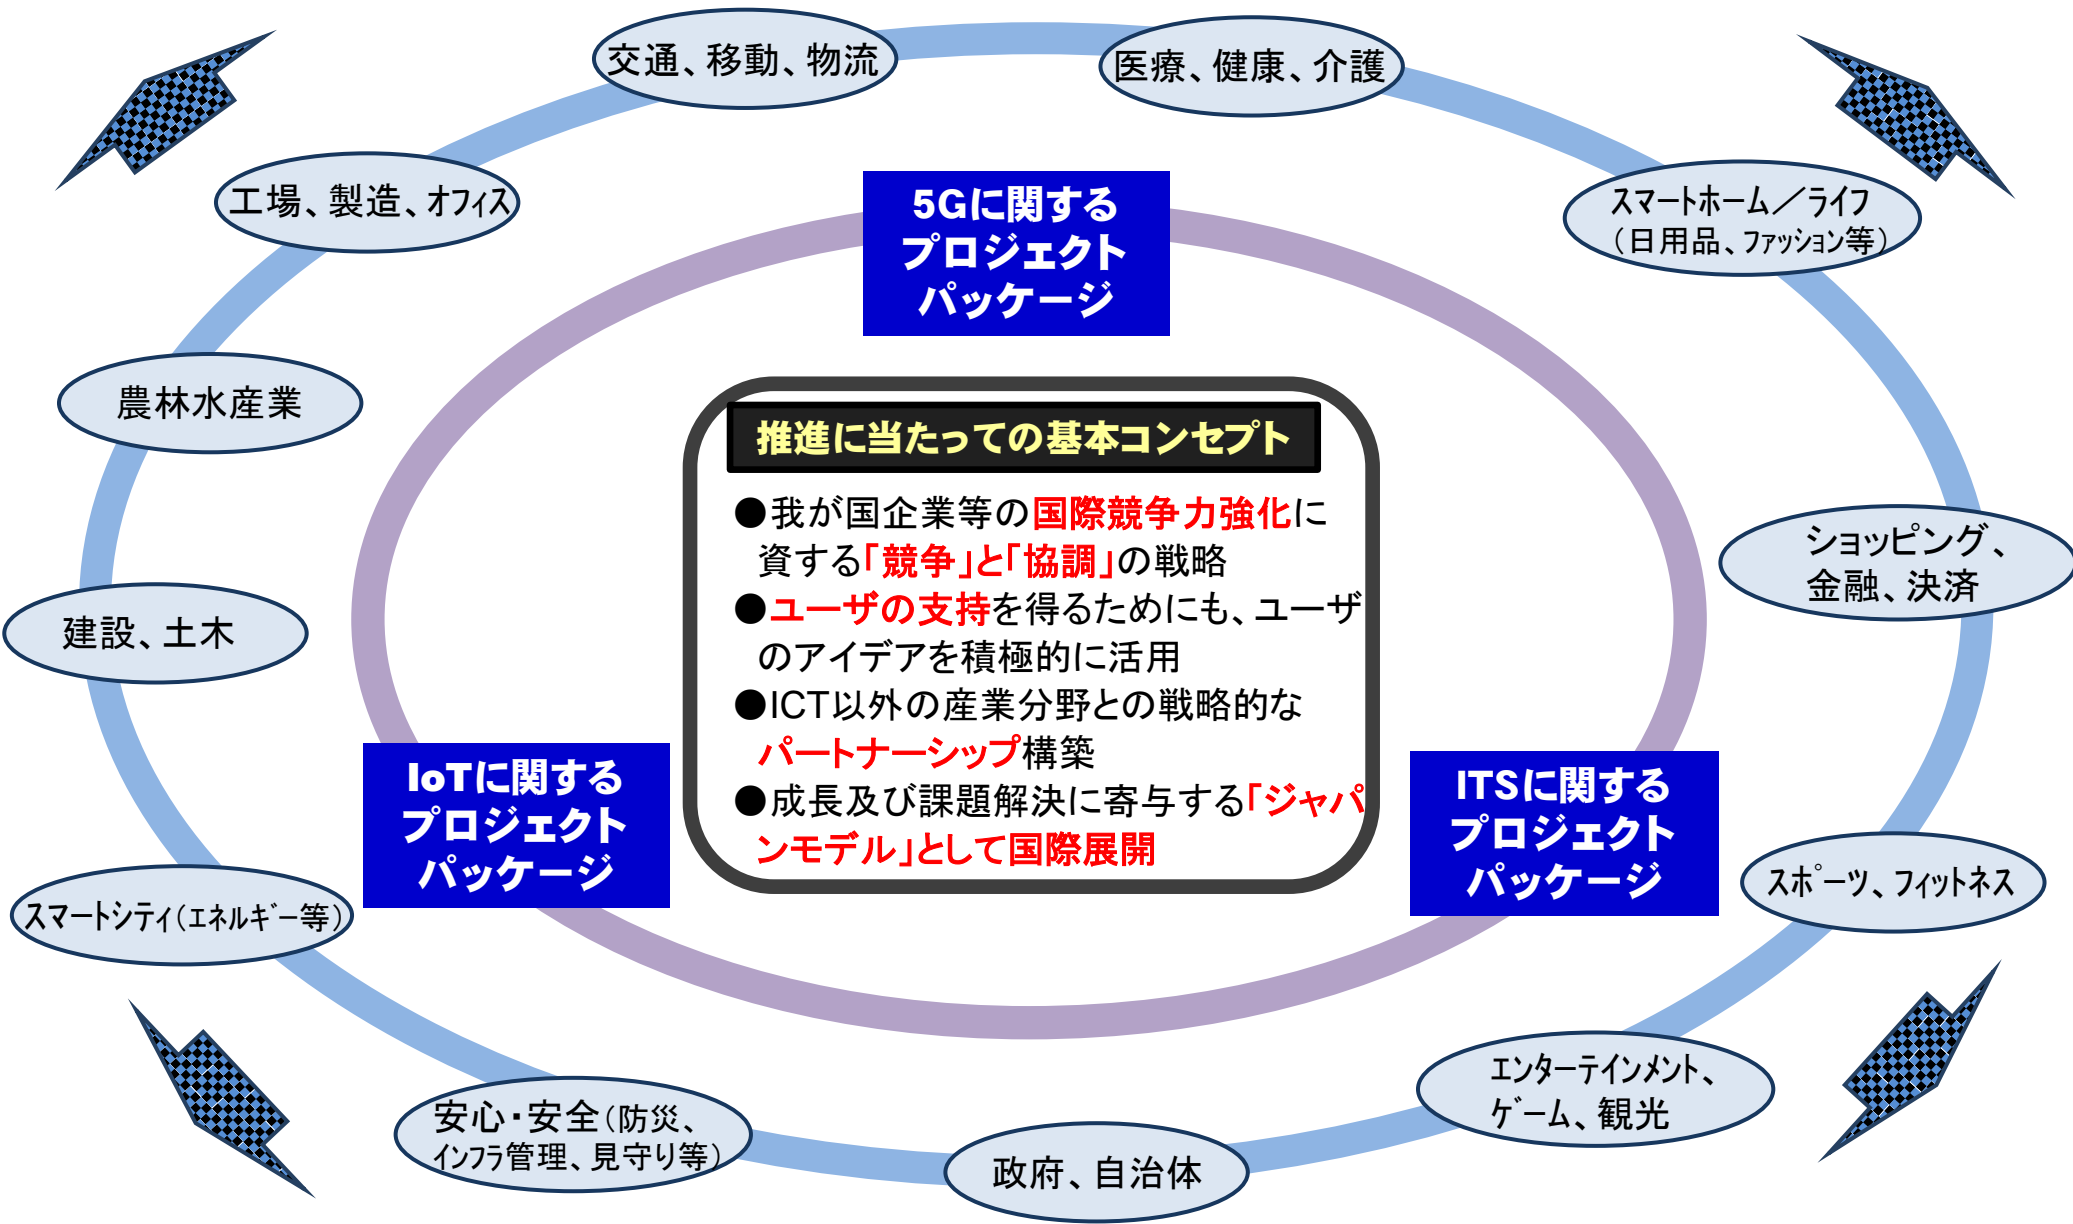 交通、移動、物流
医療、健康、介護
工場、製造、オフィス
スマートホーム／ライフ
（日用品、ファッション等）
5Gに関する
プロジェクト
パッケージ
農林水産業
推進に当たっての基本コンセプト
●我が国企業等の国際競争力強化に
資する「競争」と「協調」の戦略
●ユーザの支持を得るためにも、ユーザ
のアイデアを積極的に活用
●ICT以外の産業分野との戦略的な
パートナーシップ構築
●成長及び課題解決に寄与する「ジャパ
ンモデル」として国際展開
ショッピング、
金融、決済
建設、土木
IoTに関する
プロジェクト
パッケージ
ITSに関する
プロジェクト
パッケージ
スマートシティ（エネルギー等）
スポーツ、フィットネス
エンターテインメント、
ゲーム、観光
安心・安全（防災、
インフラ管理、見守り等）
政府、自治体